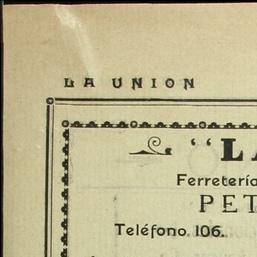 LA UNION
“LA
Ferretería
PET
Teléfono 106.